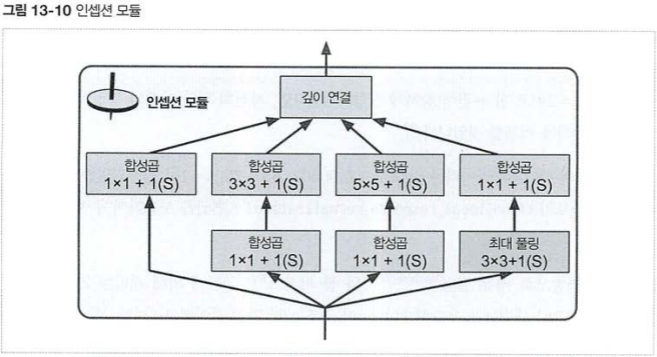 그림 13-10 인셉션 모듈
깊이 연결
인셉션 모듈
합성곱
1×1 + 1(S)
합성곱
3×3 + 1(S)
합성곱
5×5 + 1(S)
합성곱
1×1 + 1(S)
합성곱
1×1 + 1(S)
합성곱
1×1 + 1(S)
최대 풀링
3×3+1(S)